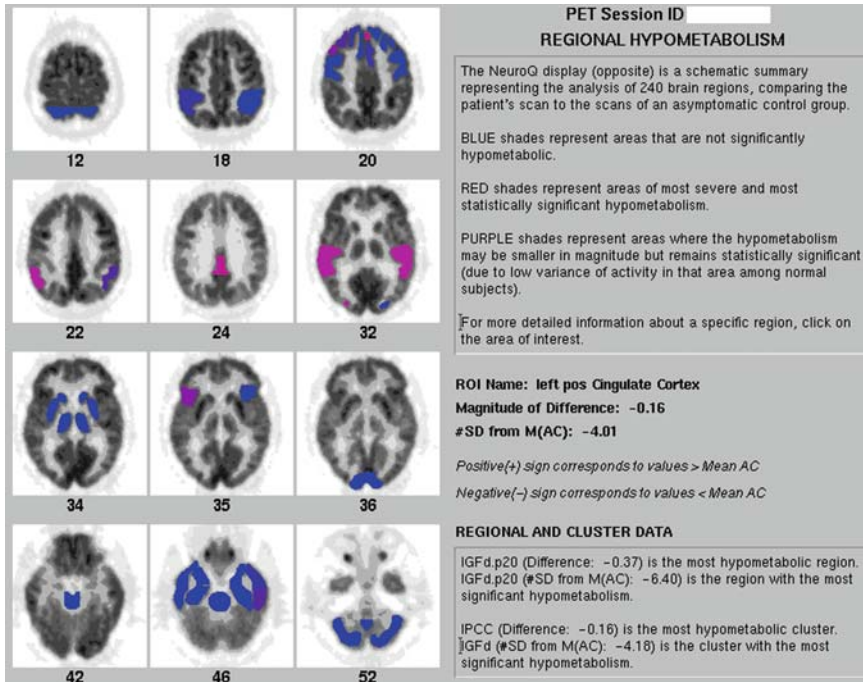 PET Session ID
REGIONAL HYPOMETABOLISM
The NeuroQ display (opposite) is a schematic summary
representing the analysis of 240 brain regions, comparing the
patient's scan to the scans of an asymptomatic control group.
BLUE shades represent areas that are not significantly
hypometabolic.
RED shades represent areas of most severe and most
statistically significant hypometabolism.
PURPLE shades represent areas where the hypometabolism
may be smaller in magnitude but remains statistically significant
(due to low variance of activity in that area among normal
subjects).
For more detailed information about a specific region, click on
the area of interest.
12 18 20
22 24 32
34 35 36
42 46 52
ROI Name: left pos Cingulate Cortex
Magnitude of Difference: -0.16
#SD from M(AC): -4.01
Positive(+) sign corresponds to values > Mean AC
Negative(-) sign corresponds to values < Mean AC
REGIONAL AND CLUSTER DATA
lGFd.p20 (Difference: -0.37) is the most hypometabolic region.
lGFd.p20 (#SD from M(AC): -6.40) is the region with the most
significant hypometabolism.
lPCC (Difference: -0.16) is the most hypometabolic cluster.
lGFd (#SD from M(AC): -4.18) is the cluster with the most
significant hypometabolism.